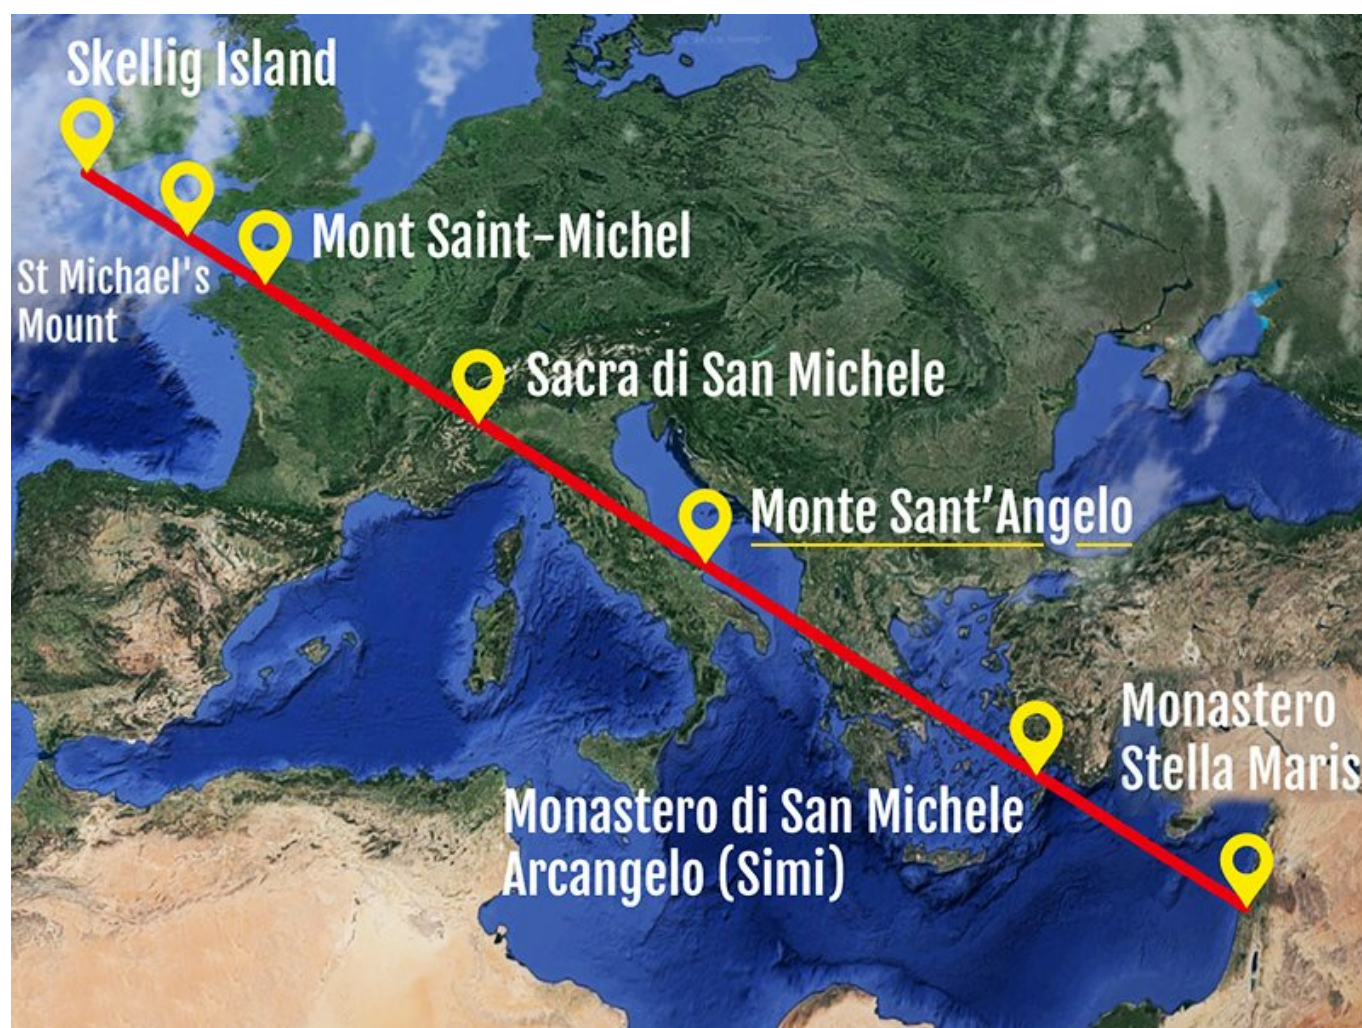 Skellig Island
Mont Saint-Michel
St Michael's
Mount
Sacra di San Michele
Monte Sant’Angelo
Monastero
Stella Maris
Monastero di San Michele
Arcangelo (Simi)